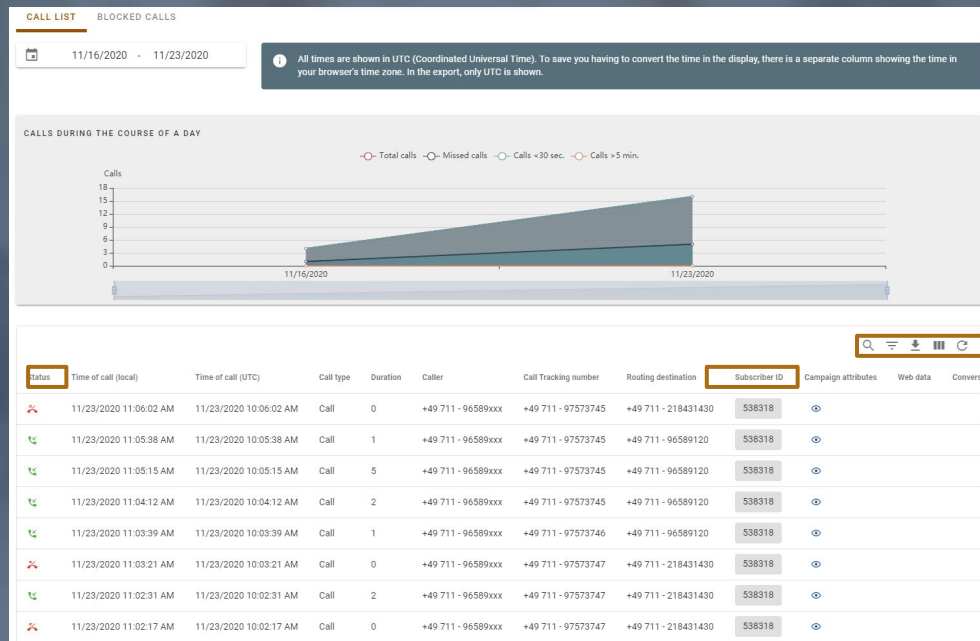 CALL LIST BLOCKED CALLS
11/16/2020 - 11/23/2020
All times are shown in UTC (Coordinated Universal Time). To save you having to convert the time in the display, there is a separate column showing the time in
your browser's time zone. In the export, only UTC is shown.
CALLS DURING THE COURSE OF A DAY
Total calls Missed calls Calls <30 sec. Calls >5 min.
Calls
18
15
12
9
6
3
0
11/16/2020 11/23/2020
Status Time of call (local) Time of call (UTC) Call type Duration Caller Call Tracking number Routing destination Subscriber ID Campaign attributes Web data Convers
11/23/2020 11:06:02 AM 11/23/2020 10:06:02 AM Call 0 +49 711 - 96589xxx +49 711 - 97573745 +49 711 - 218431430 538318
11/23/2020 11:05:38 AM 11/23/2020 10:05:38 AM Call 1 +49 711 - 96589xxx +49 711 - 97573745 +49 711 - 96589120 538318
11/23/2020 11:05:15 AM 11/23/2020 10:05:15 AM Call 5 +49 711 - 96589xxx +49 711 - 97573745 +49 711 - 96589120 538318
11/23/2020 11:04:12 AM 11/23/2020 10:04:12 AM Call 2 +49 711 - 96589xxx +49 711 - 97573745 +49 711 - 96589120 538318
11/23/2020 11:03:39 AM 11/23/2020 10:03:39 AM Call 1 +49 711 - 96589xxx +49 711 - 97573746 +49 711 - 96589120 538318
11/23/2020 11:03:21 AM 11/23/2020 10:03:21 AM Call 0 +49 711 - 96589xxx +49 711 - 97573747 +49 711 - 218431430 538318
11/23/2020 11:02:31 AM 11/23/2020 10:02:31 AM Call 2 +49 711 - 96589xxx +49 711 - 97573747 +49 711 - 218431430 538318
11/23/2020 11:02:17 AM 11/23/2020 10:02:17 AM Call 0 +49 711 - 96589xxx +49 711 - 97573747 +49 711 - 218431430 538318